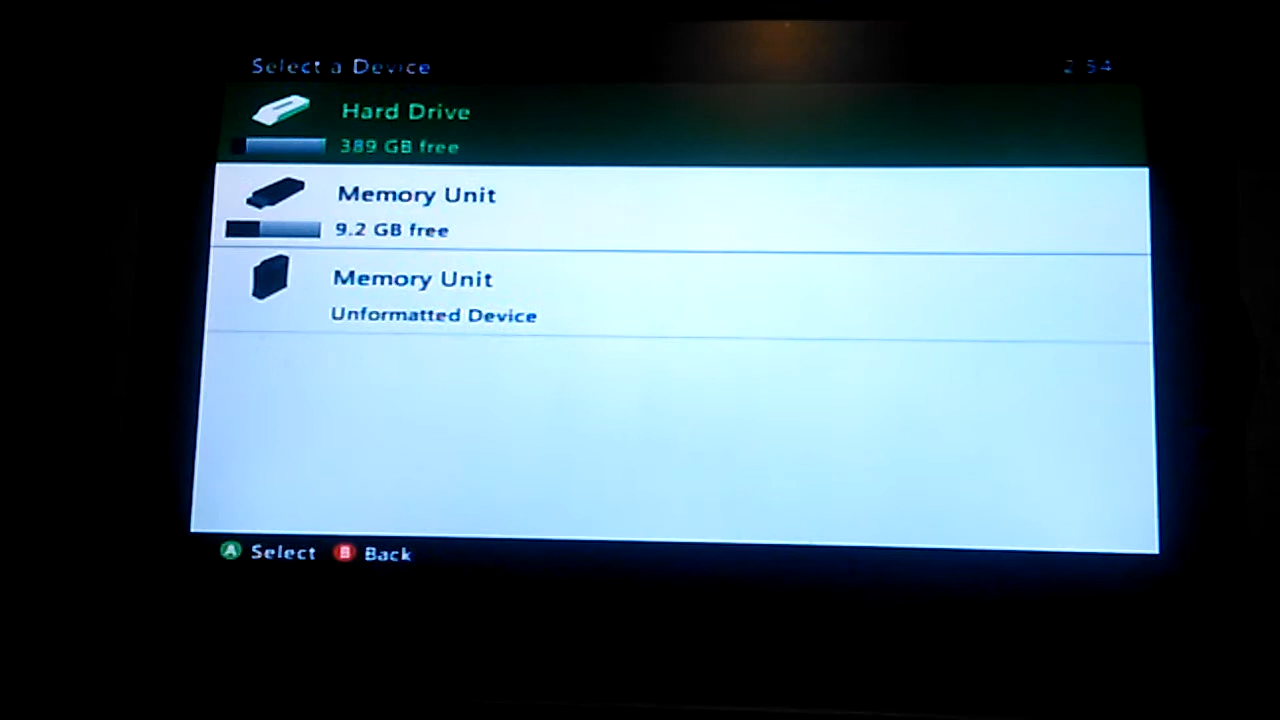 Select a Device 2 54
Hard Drive
389 GB free
Memory Unit
9.2 GB free
Memory Unit
Unformatted Device
A Select B Back